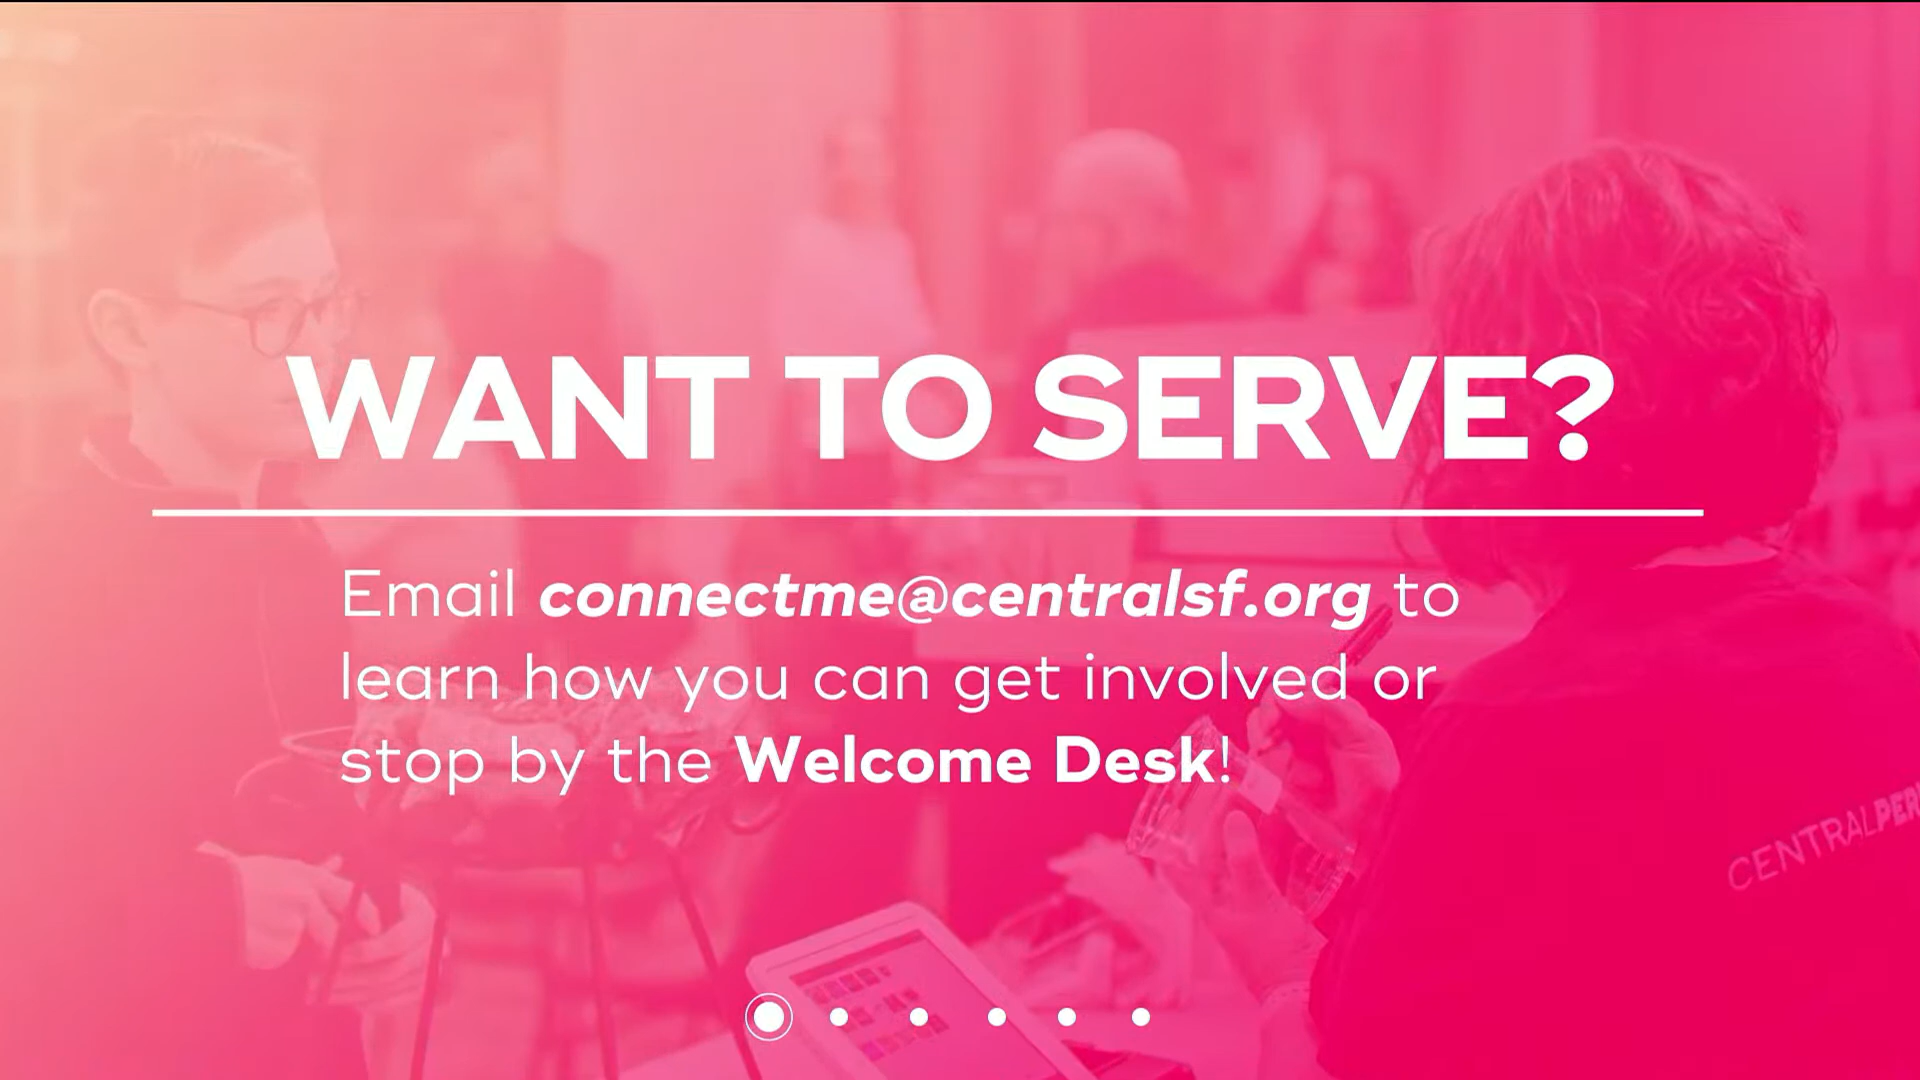 WANT TO SERVE?
Email connectme@centralsf.org to
learn how you can get involved or
stop by the Welcome Desk!
CENTRALPER